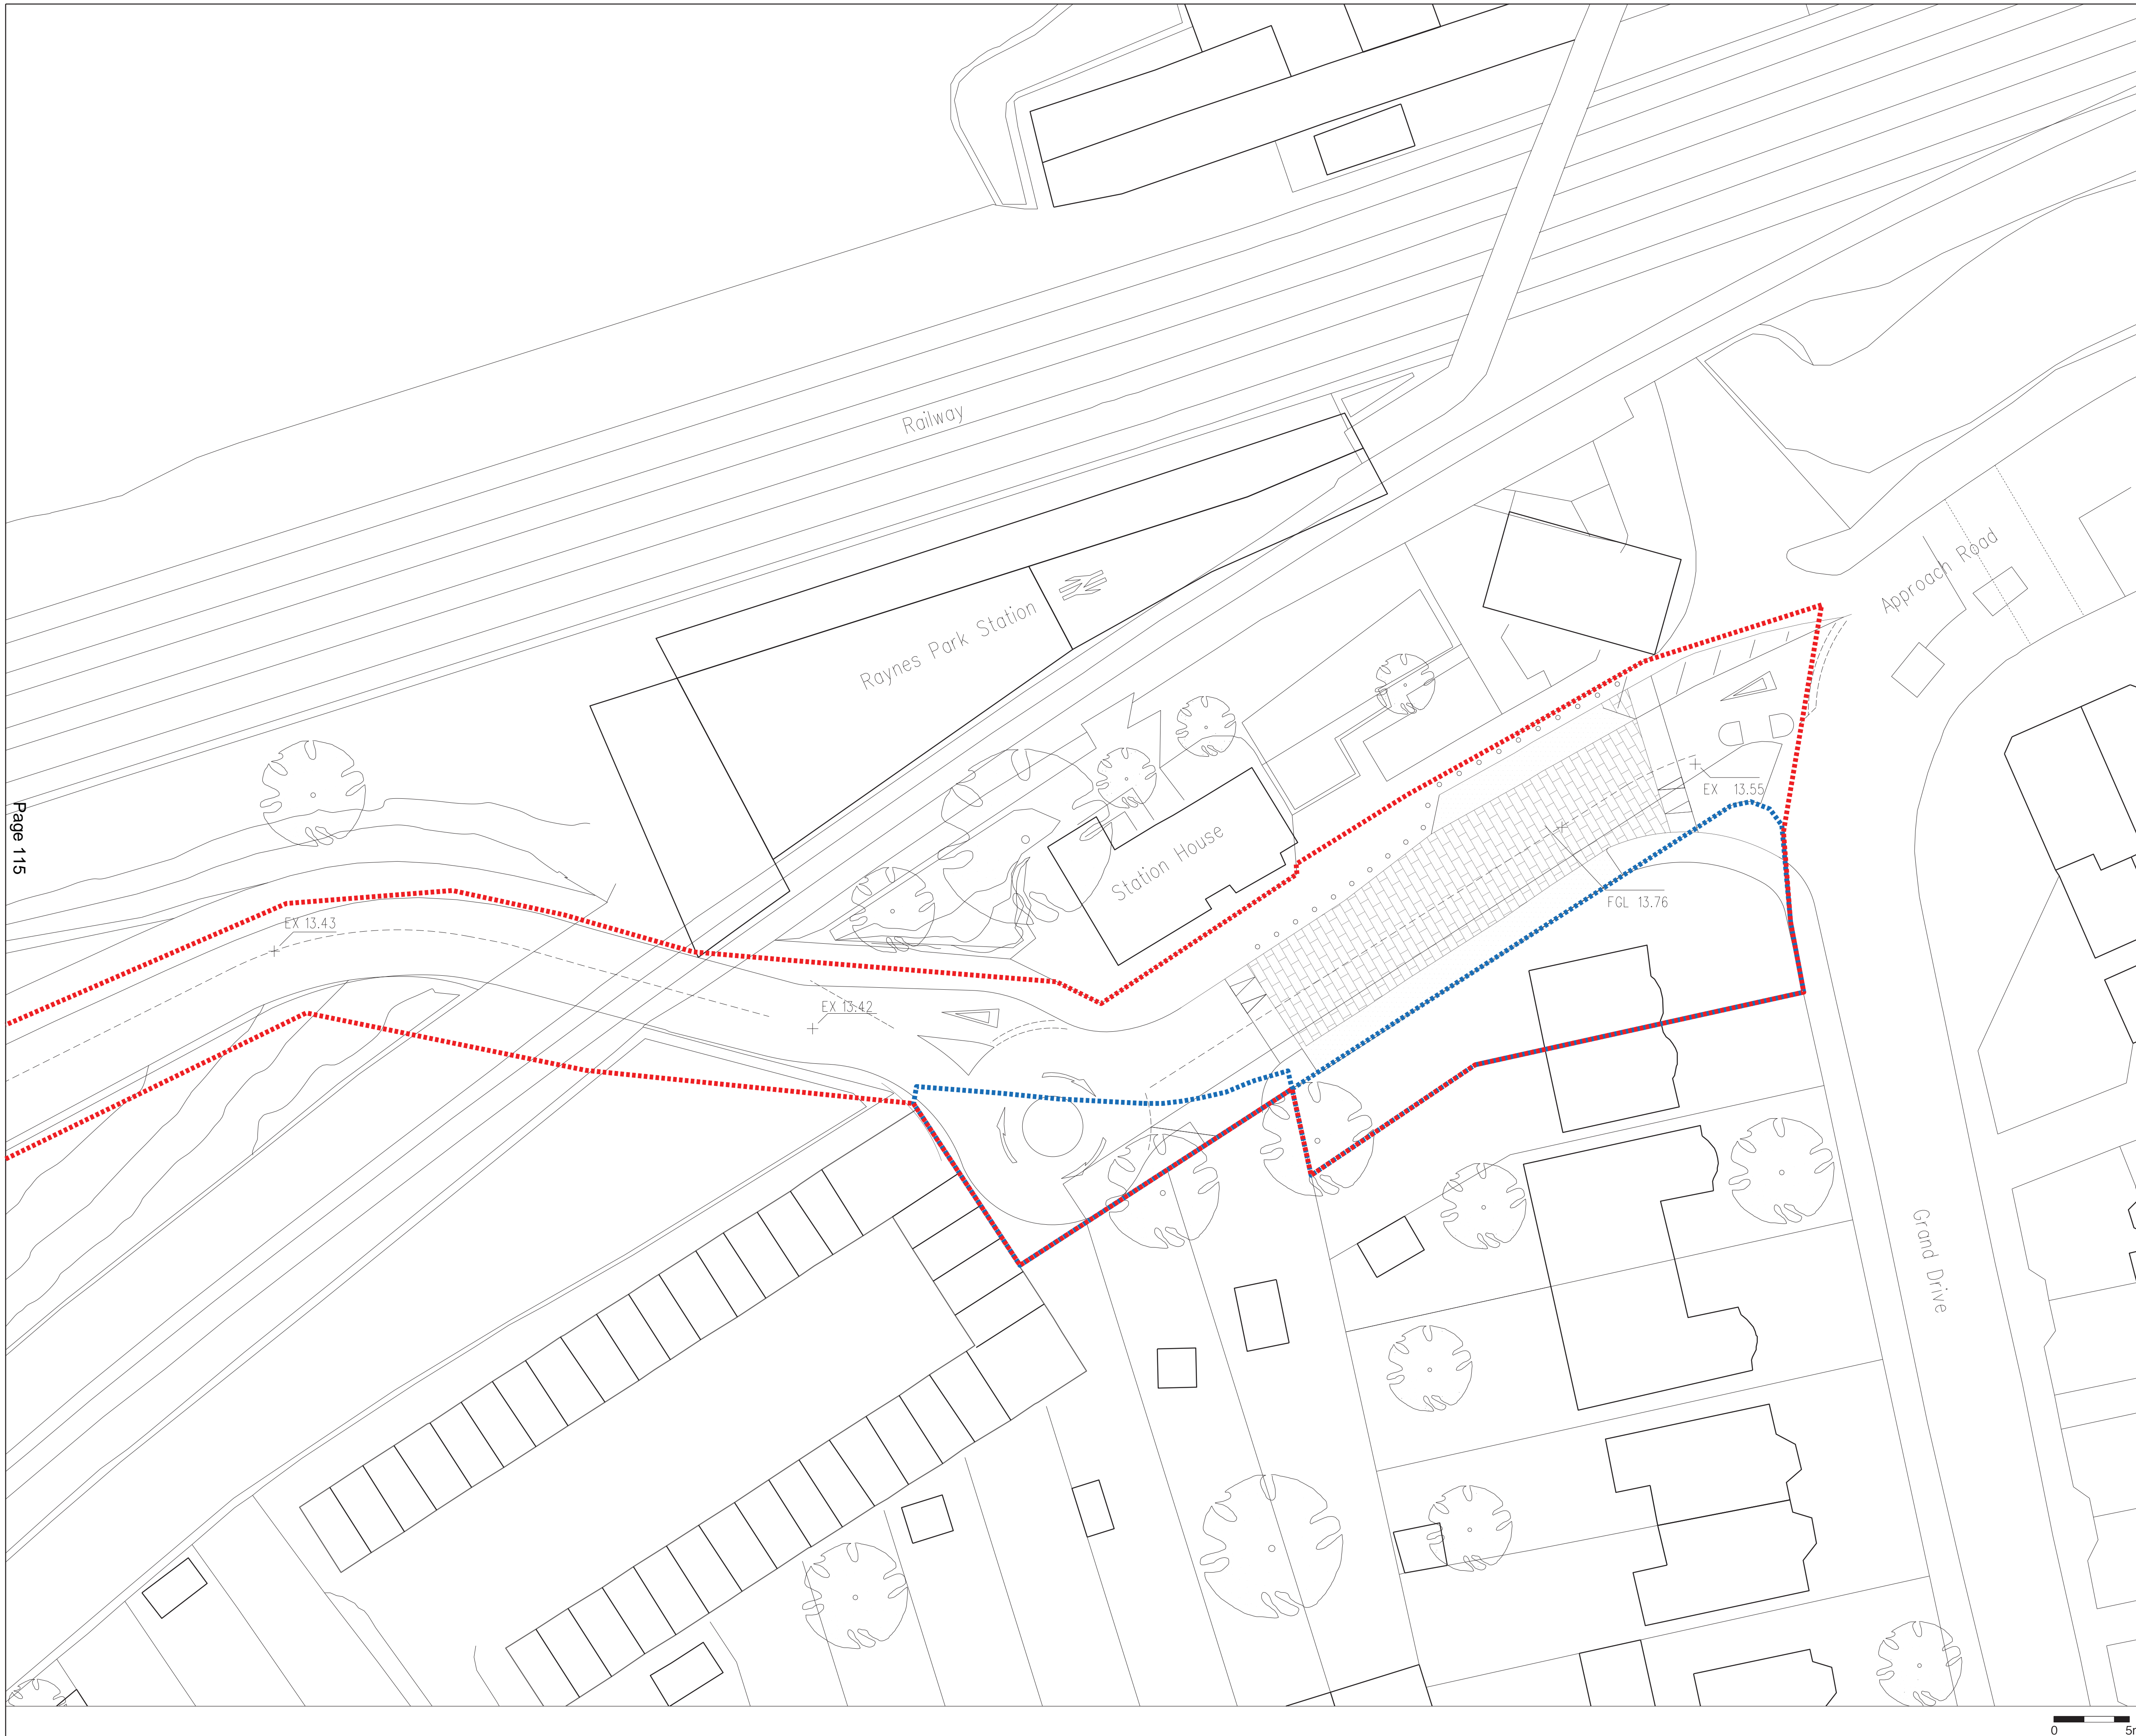 Railway
Approach Road
Raynes Park Station
EX 13.55
Page 115
Station House
FGL 13.76
EX 13.43
EX 13.42
Grand Drive
0